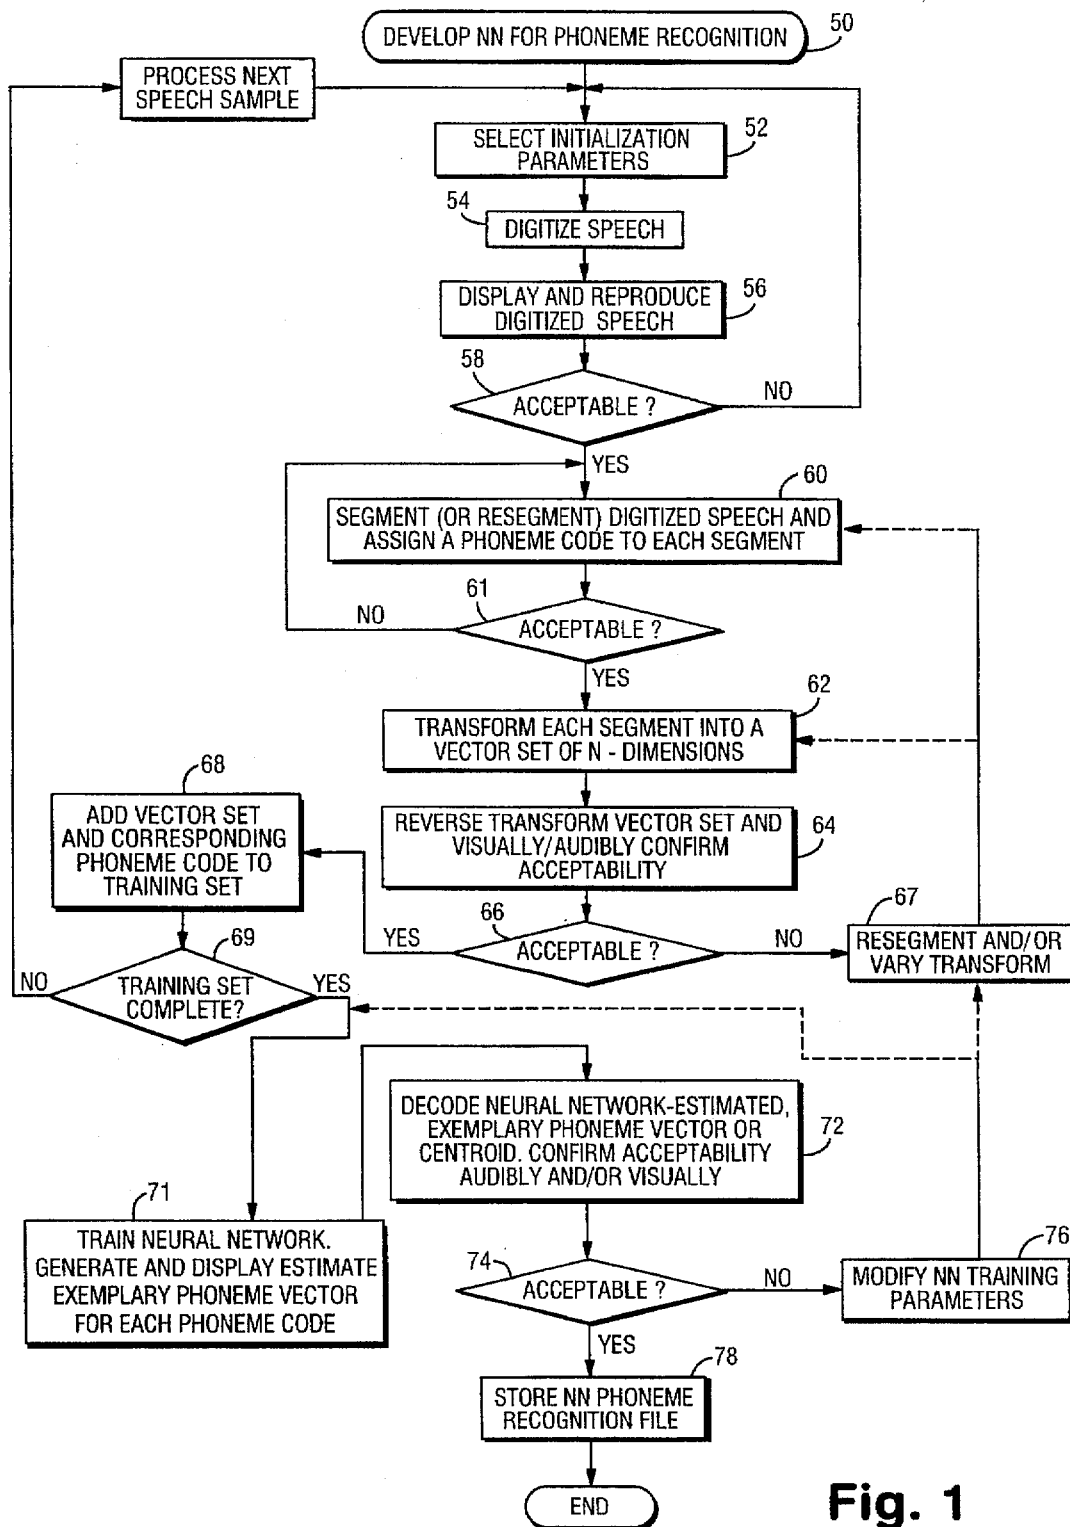 DEVELOP NN FOR PHONEME RECOGNITION
50
PROCESS NEXT
SPEECH SAMPLE
SELECT INITIALIZATION
PARAMETERS
52
54
DIGITIZE SPEECH
DISPLAY AND REPRODUCE
DIGITIZED SPEECH
56
58
ACCEPTABLE ?
NO
YES
60
SEGMENT (OR RESEGMENT) DIGITIZED SPEECH AND
ASSIGN A PHONEME CODE TO EACH SEGMENT
61
NO
ACCEPTABLE ?
YES
62
TRANSFORM EACH SEGMENT INTO A
VECTOR SET OF N - DIMENSIONS
68
ADD VECTOR SET
AND CORRESPONDING
PHONEME CODE TO
TRAINING SET
REVERSE TRANSFORM VECTOR SET AND
VISUALLY/AUDIBLY CONFIRM
ACCEPTABILITY
64
66
YES
ACCEPTABLE ?
NO
67
RESEGMENT AND/OR
VARY TRANSFORM
69
NO
TRAINING SET
COMPLETE?
YES
DECODE NEURAL NETWORK-ESTIMATED,
EXEMPLARY PHONEME VECTOR OR
CENTROID. CONFIRM ACCEPTABILITY
AUDIBLY AND/OR VISUALLY
72
71
TRAIN NEURAL NETWORK.
GENERATE AND DISPLAY ESTIMATE
EXEMPLARY PHONEME VECTOR
FOR EACH PHONEME CODE
74
ACCEPTABLE ?
NO
76
MODIFY NN TRAINING
PARAMETERS
YES
78
STORE NN PHONEME
RECOGNITION FILE
END
Fig. 1